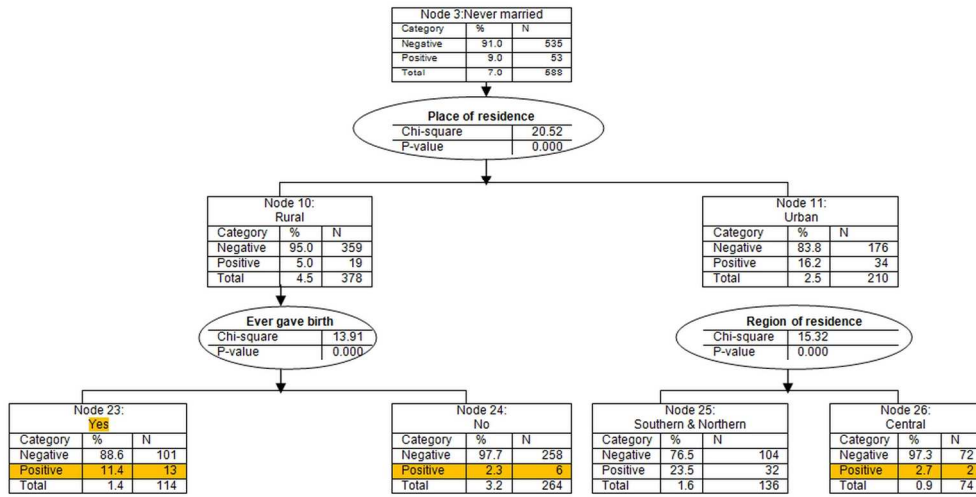 Node 3:Never married
Category % N
Negative 91.0 535
Positive 9.0 53
Total 7.0 588
Place of residence
Chi-square 20.52
P-value 0.000
Node 10:
Rural
Category % N
Negative 95.0 359
Positive 5.0 19
Total 4.5 378
Node 11:
Urban
Category % N
Negative 83.8 176
Positive 16.2 34
Total 2.5 210
Ever gave birth
Chi-square 13.91
P-value 0.000
Region of residence
Chi-square 15.32
P-value 0.000
Node 23:
Yes
Category % N
Negative 88.6 101
Positive 11.4 13
Total 1.4 114
Node 24:
No
Category % N
Negative 97.7 258
Positive 2.3 6
Total 3.2 264
Node 25:
Southern & Northern
Category % N
Negative 76.5 104
Positive 23.5 32
Total 1.6 136
Node 26:
Central
Category % N
Negative 97.3 72
Positive 2.7 2
Total 0.9 74